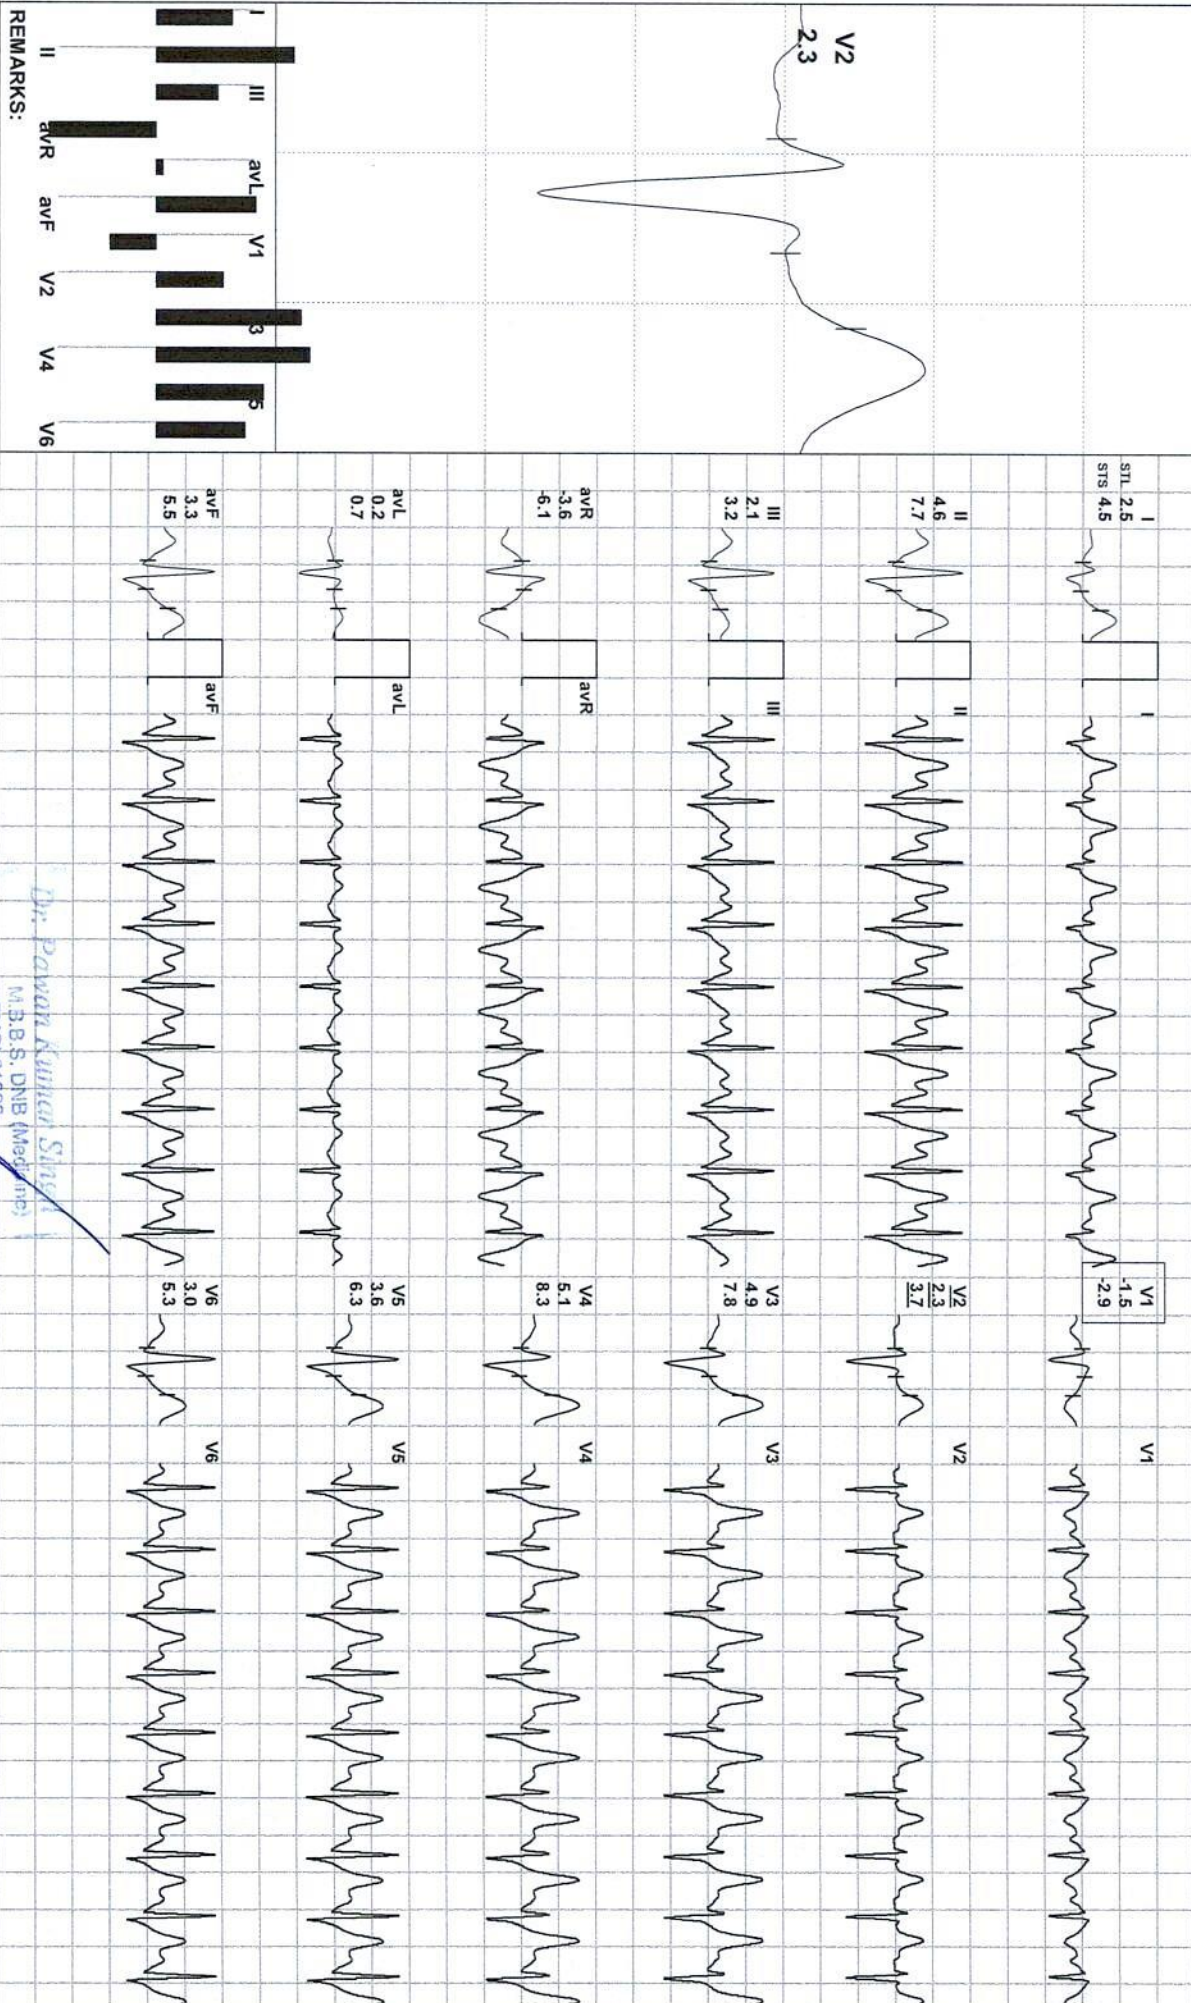 V2
2.3
I
II
III
avR
avL
avF
V1
V2
3
V4
5
V6
REMARKS:
I
STL 2.5
STS 4.5
I
V1
-1.5
-2.9
V1
II
4.6
7.7
II
V2
2.3
3.7
V2
III
2.1
3.2
III
V3
4.9
7.8
V3
avR
-3.6
-6.1
avR
V4
5.1
8.3
V4
avL
0.2
0.7
avL
V5
3.6
6.3
V5
avF
3.3
5.5
avF
V6
3.0
5.3
V6
Dr. Pawan Kumar Singh
M.B.B.S. DNB (Medicine)